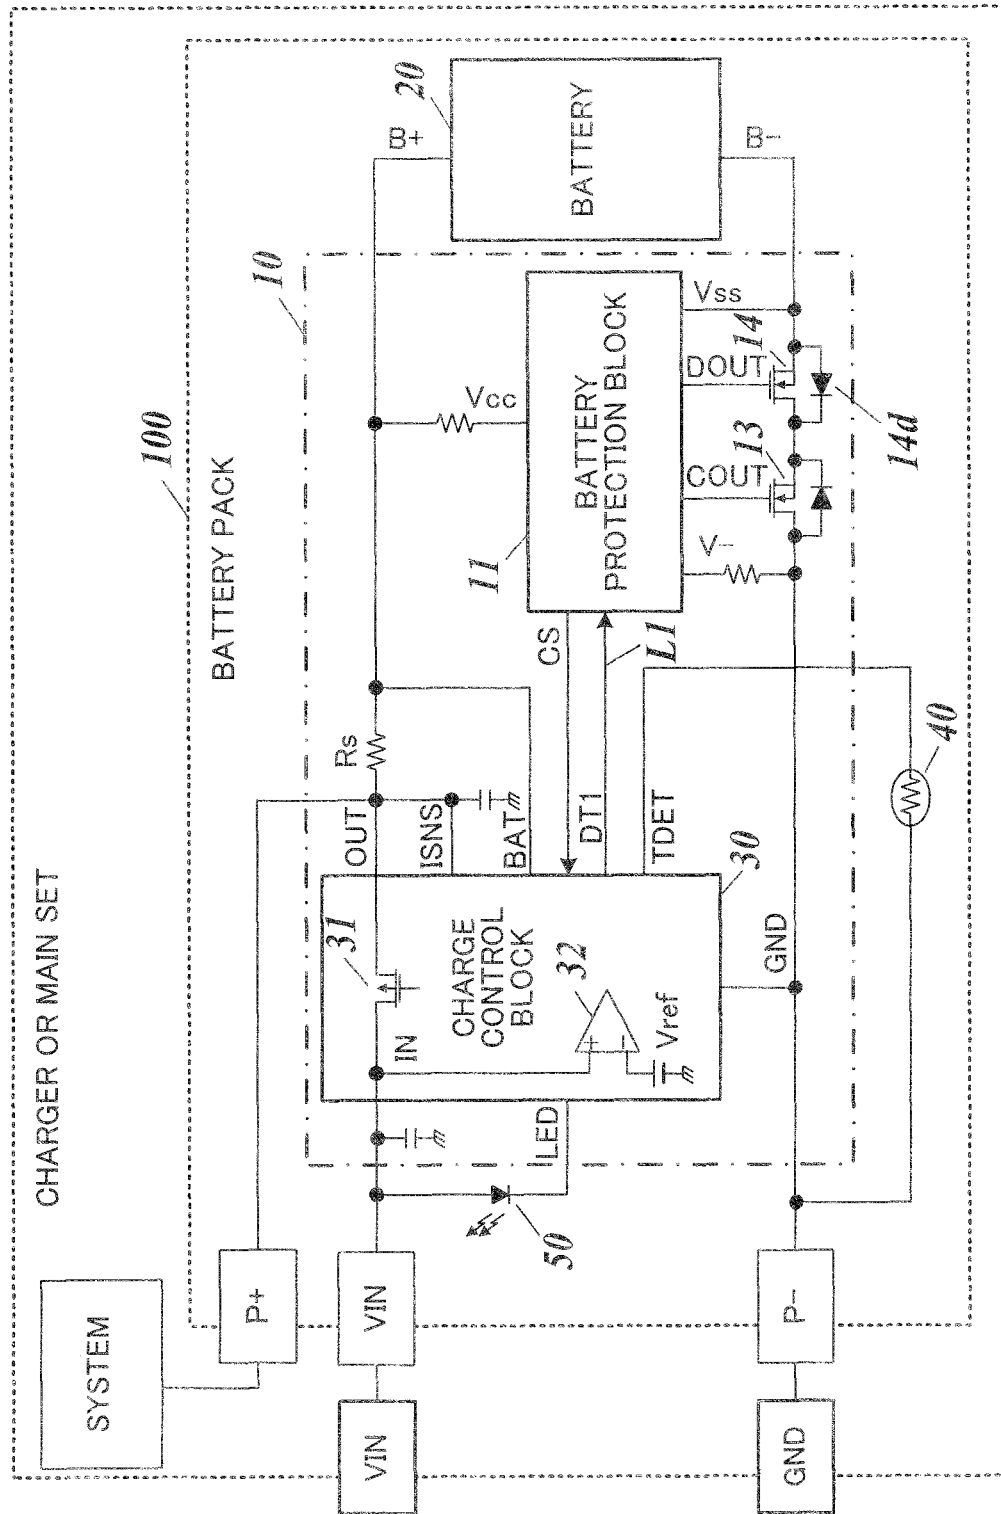 CHARGER OR MAIN SET
SYSTEM
BATTERY PACK
100
P+
VIN
VIN
10
OUT
Rs
B+
20
BATTERY
B-
31
IN
ISNS
BAT
Vcc
CHARGE
CONTROL
BLOCK
32
Vref
LED
50
CS
DT1
L1
TDET
30
11
BATTERY
PROTECTION BLOCK
V-
COUT
13
DOUT
14
Vss
14d
GND
P-
GND
40